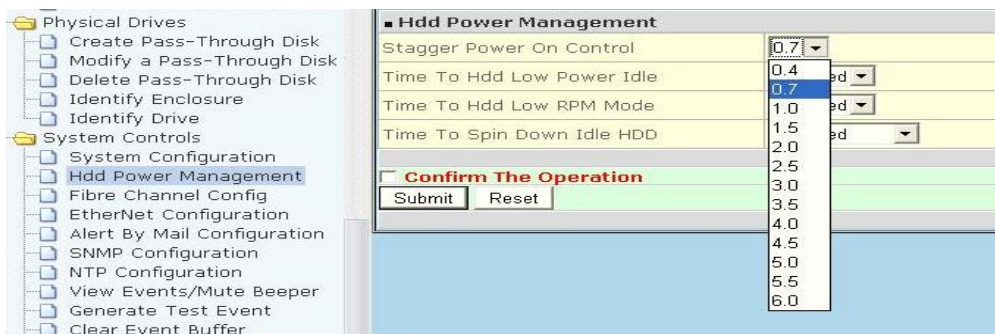 Physical Drives
Create Pass-Through Disk
Modify a Pass-Through Disk
Delete Pass-Through Disk
Identify Enclosure
Identify Drive
System Controls
System Configuration
Hdd Power Management
Fibre Channel Config
EtherNet Configuration
Alert By Mail Configuration
SNMP Configuration
NTP Configuration
View Events/Mute Beeper
Generate Test Event
Clear Event Buffer
Hdd Power Management
Stagger Power On Control 0.7
Time To Hdd Low Power Idle ed
Time To Hdd Low RPM Mode ed
Time To Spin Down Idle HDD ed
0.4
0.7
1.0
1.5
2.0
2.5
3.0
3.5
4.0
4.5
5.0
5.5
6.0
Confirm The Operation
Submit Reset